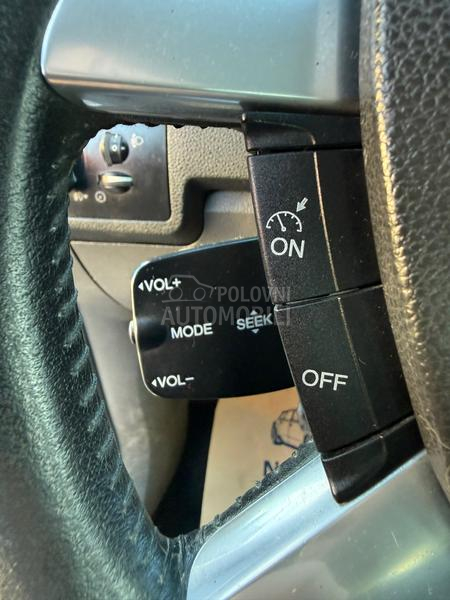 ON
◂VOL+
POLOVNI
AUTOMOBILI
MODE SEEK
◂VOL−
OFF